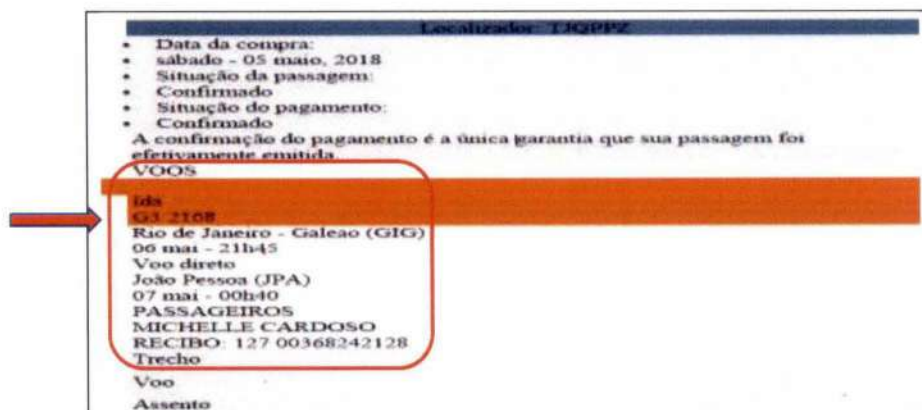 Localizador: TJQPPZ
• Data da compra:
• sábado - 05 maio, 2018
• Situação da passagem:
• Confirmado
• Situação do pagamento:
• Confirmado
A confirmação do pagamento é a única garantia que sua passagem foi
efetivamente emitida.
VOOS
ida
G3 2168
Rio de Janeiro - Galeao (GIG)
06 mai - 21h45
Voo direto
João Pessoa (JPA)
07 mai - 00h40
PASSAGEIROS
MICHELLE CARDOSO
RECIBO: 127 00368242128
Trecho
Voo
Assento